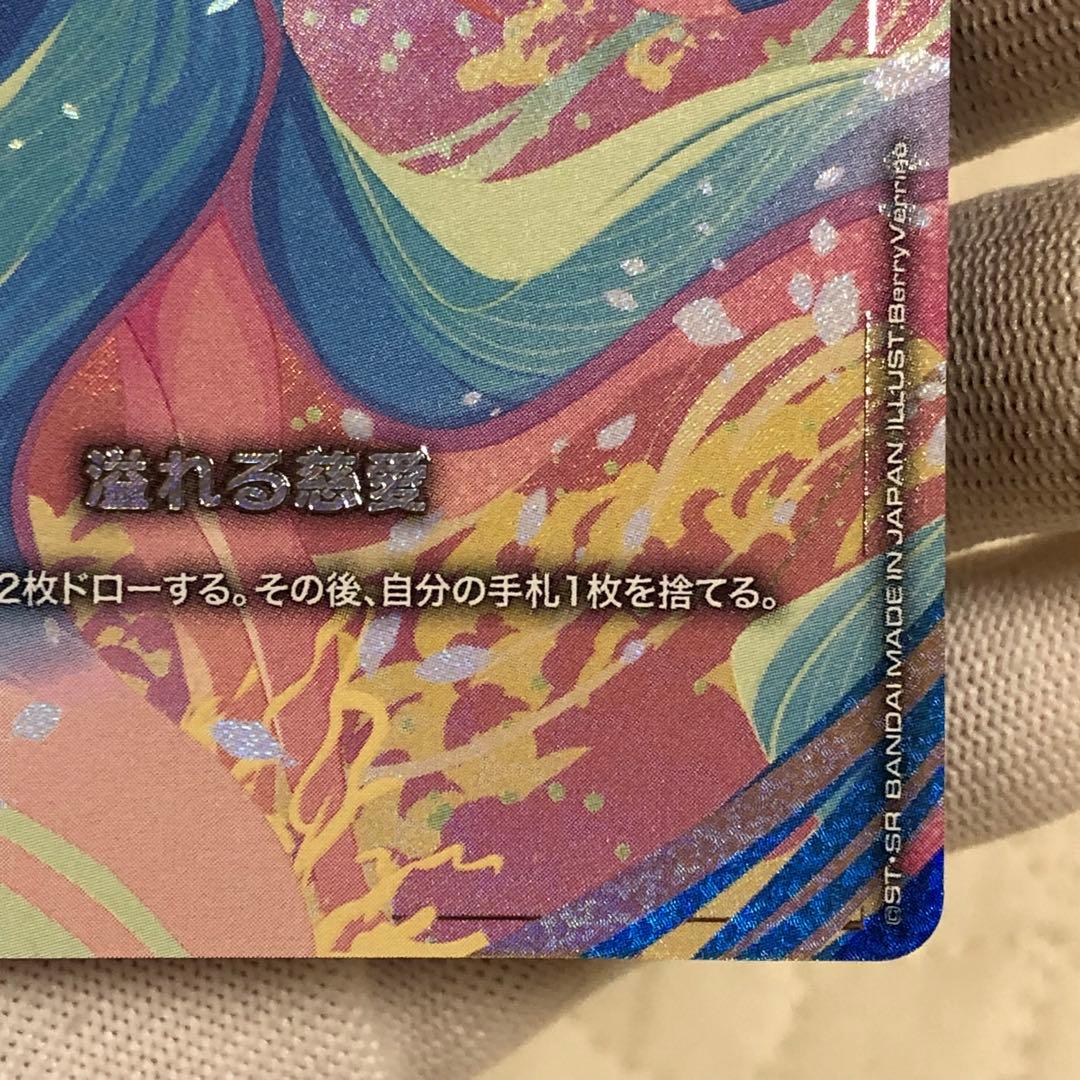 溢れる慈愛
2枚ドローする。その後、自分の手札1枚を捨てる。
©ST・SR BANDAI MADE IN JAPAN ILLUST:BerryVerrine